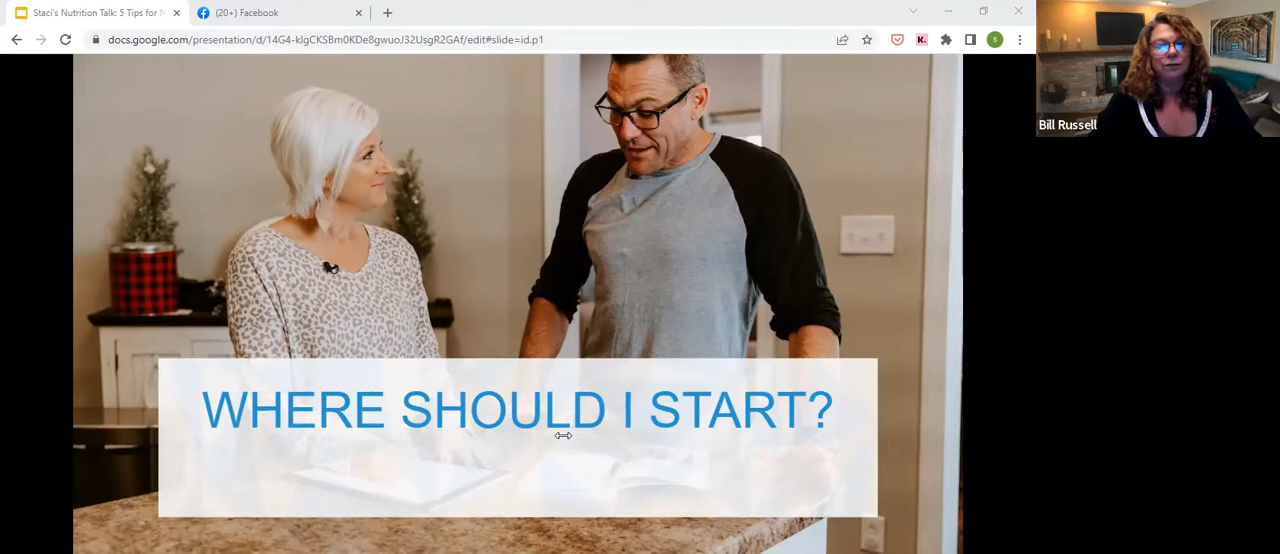 Staci's Nutrition Talk: 5 Tips for N
(20+) Facebook
docs.google.com/presentation/d/14G4-klgCKSBm0KDe8gwuoJ32UsgR2GAf/edit#slide=id.p1
K.
S
Bill Russell
WHERE SHOULD I START?